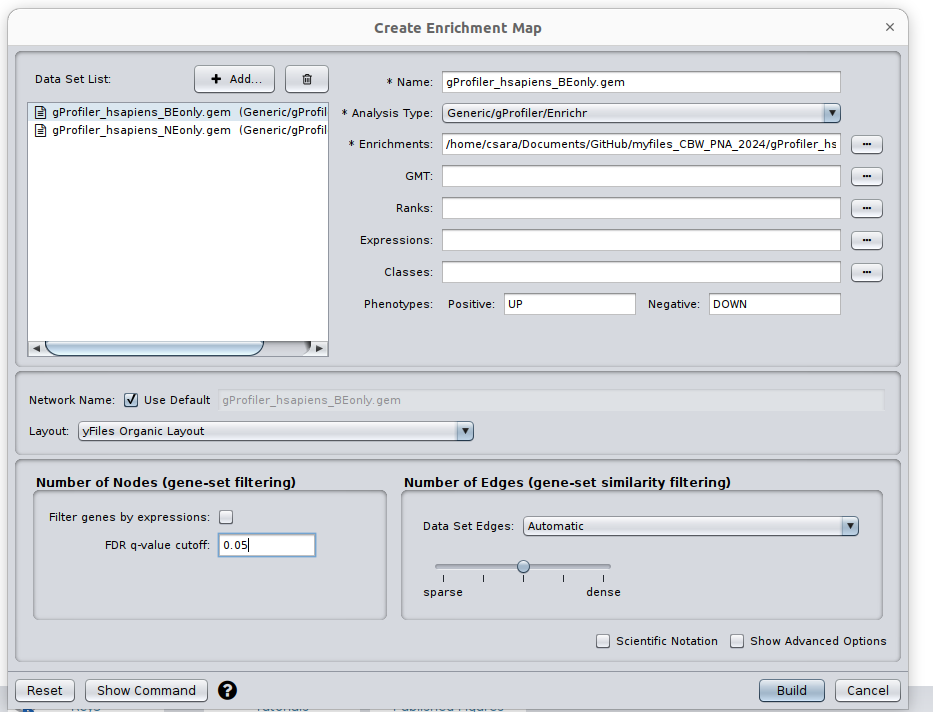 Create Enrichment Map
Data Set List:
Add...
gProfiler_hsapiens_BEonly.gem (Generic/gProfil
gProfiler_hsapiens_NEonly.gem (Generic/gProfil
* Name: gProfiler_hsapiens_BEonly.gem
* Analysis Type: Generic/gProfiler/Enrichr
* Enrichments: /home/csara/Documents/GitHub/myfiles_CBW_PNA_2024/gProfiler_hs
GMT:
Ranks:
Expressions:
Classes:
Phenotypes: Positive: UP Negative: DOWN
Network Name: Use Default gProfiler_hsapiens_BEonly.gem
Layout: yFiles Organic Layout
Number of Nodes (gene-set filtering)
Filter genes by expressions:
FDR q-value cutoff: 0.05
Number of Edges (gene-set similarity filtering)
Data Set Edges: Automatic
sparse dense
Scientific Notation Show Advanced Options
Reset Show Command ? Build Cancel